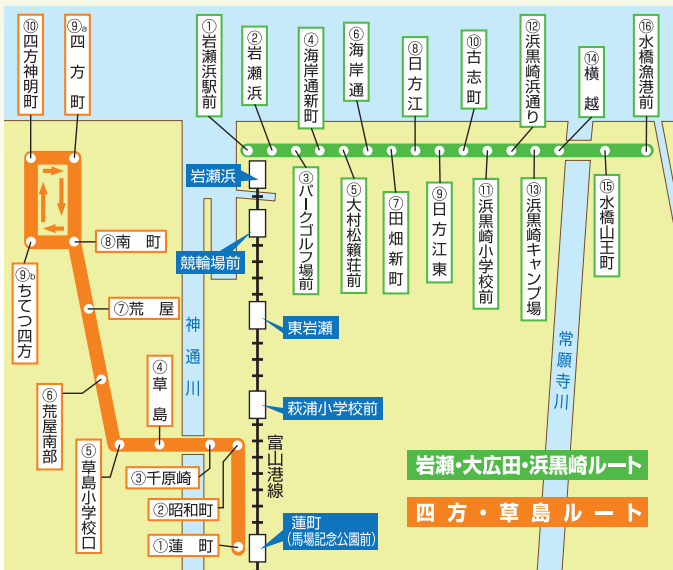 ⑩四方神明町
⑨a四方町
①岩瀬浜駅前
②岩瀬浜
④海岸通新町
⑥海岸通
⑧日方江
⑩古志町
⑫浜黒崎浜通り
⑭横越
⑯水橋漁港前
岩瀬浜
③パークゴルフ場前
⑤大村松籟荘前
⑦田畑新町
⑨日方江東
⑪浜黒崎小学校前
⑬浜黒崎キャンプ場
⑮水橋山王町
⑧南町
競輪場前
⑨bちてつ四方
⑦荒屋
神通川
東岩瀬
常願寺川
⑥荒屋南部
④草島
萩浦小学校前
⑤草島小学校口
富山港線
③千原崎
②昭和町
①蓮町
蓮町
(馬場記念公園前)
岩瀬・大広田・浜黒崎ルート
四方・草島ルート